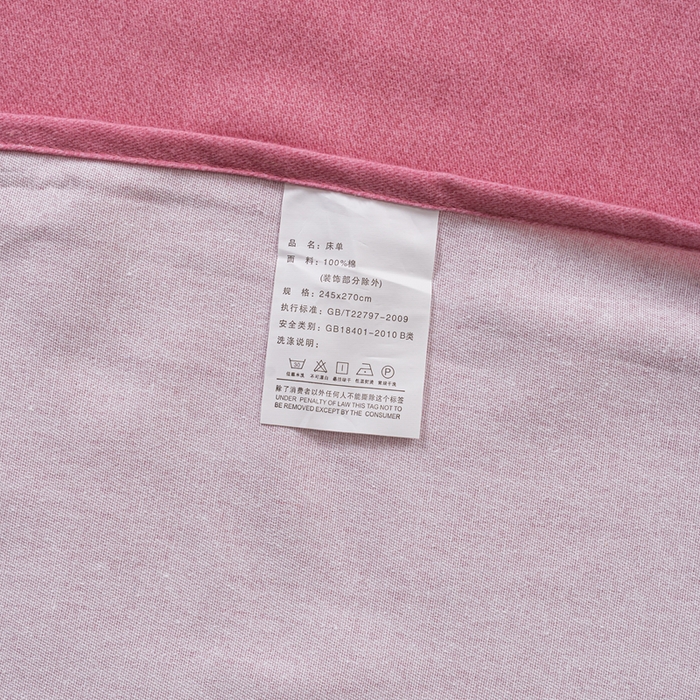 品 名：床单
面 料：100%棉
(装饰部分除外)
规 格：245x270cm
执行标准：GB/T22797-2009
安全类别：GB18401-2010 B类
洗涤说明：
30
P
除了消费者以外任何人不能撕除这个标签
UNDER PENALTY OF LAW THIS TAG NOT TO
BE REMOVED EXCEPT BY THE CONSUMER